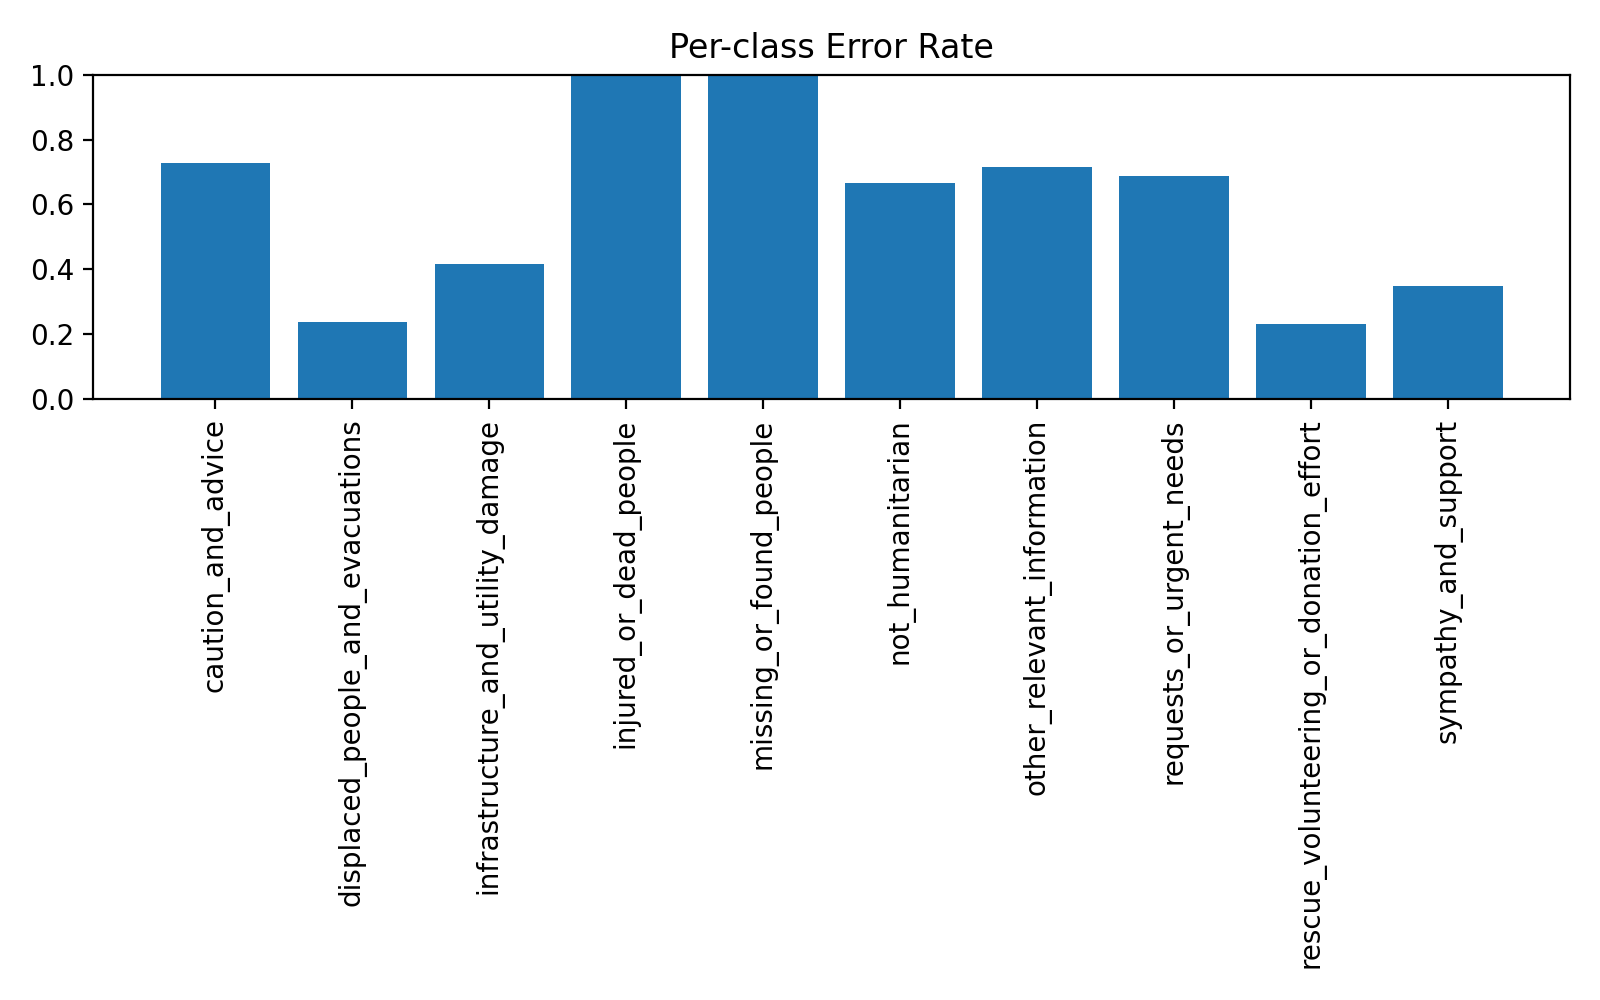 Per-class Error Rate
1.0
0.8
0.6
0.4
0.2
0.0
caution_and_advice
displaced_people_and_evacuations
infrastructure_and_utility_damage
injured_or_dead_people
missing_or_found_people
not_humanitarian
other_relevant_information
requests_or_urgent_needs
rescue_volunteering_or_donation_effort
sympathy_and_support